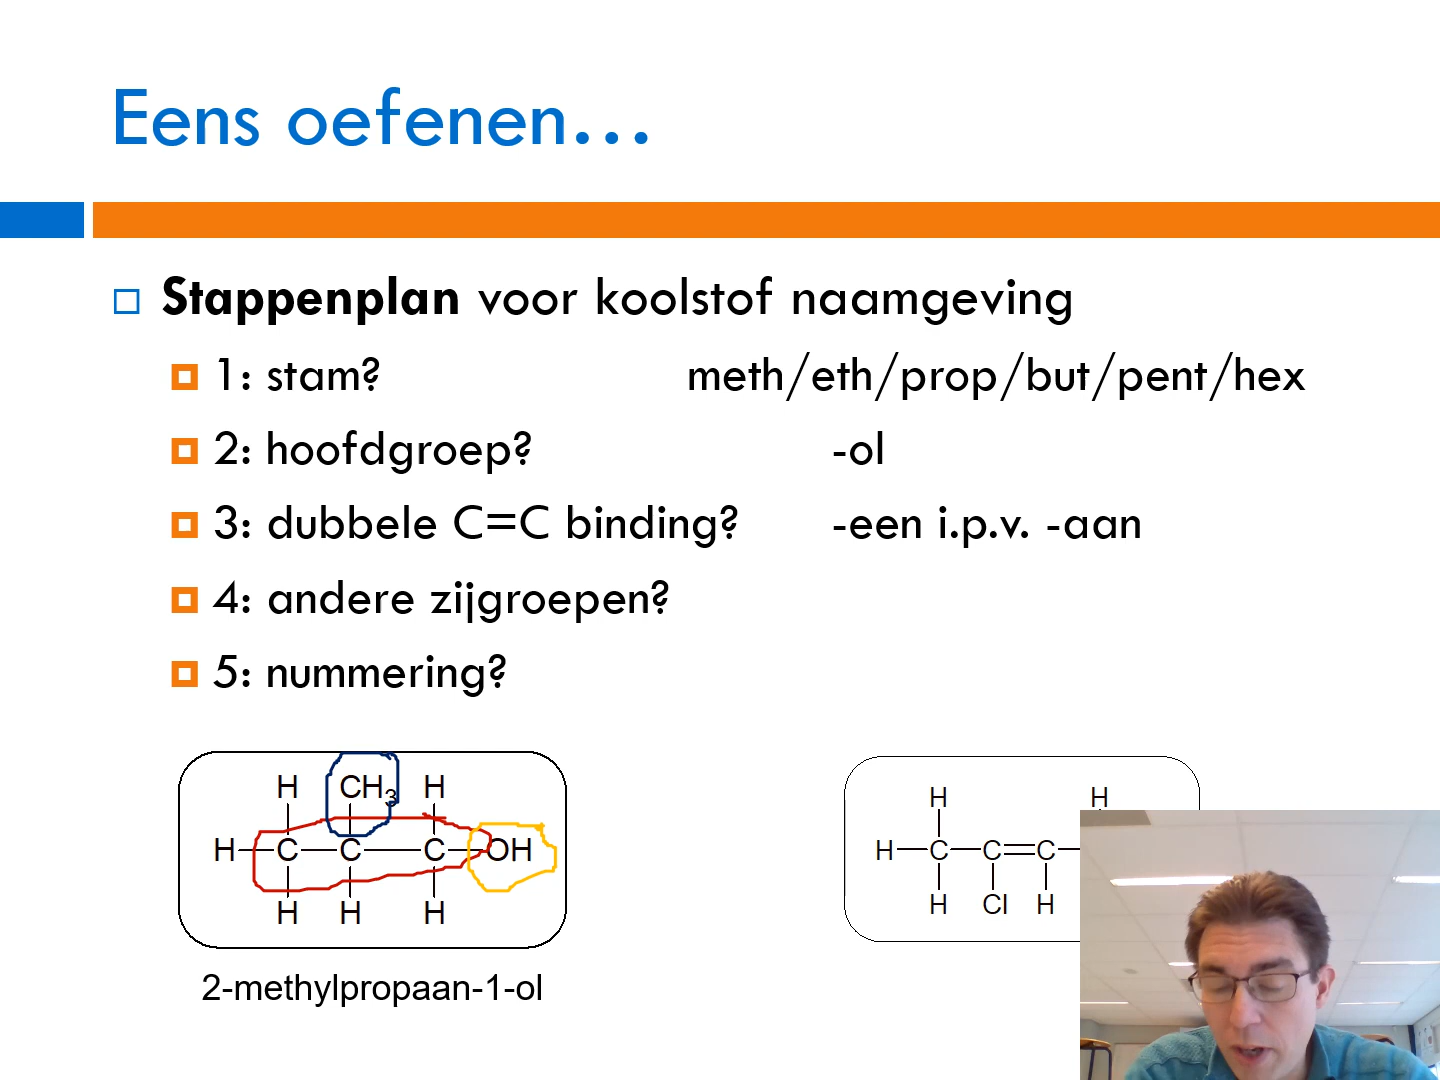 Eens oefenen...
Stappenplan voor koolstof naamgeving
1: stam? meth/eth/prop/but/pent/hex
2: hoofdgroep? -ol
3: dubbele C=C binding? -een i.p.v. -aan
4: andere zijgroepen?
5: nummering?
H CH3 H
H C C C OH
H H H
2-methylpropaan-1-ol
H H
H C C C
H Cl H